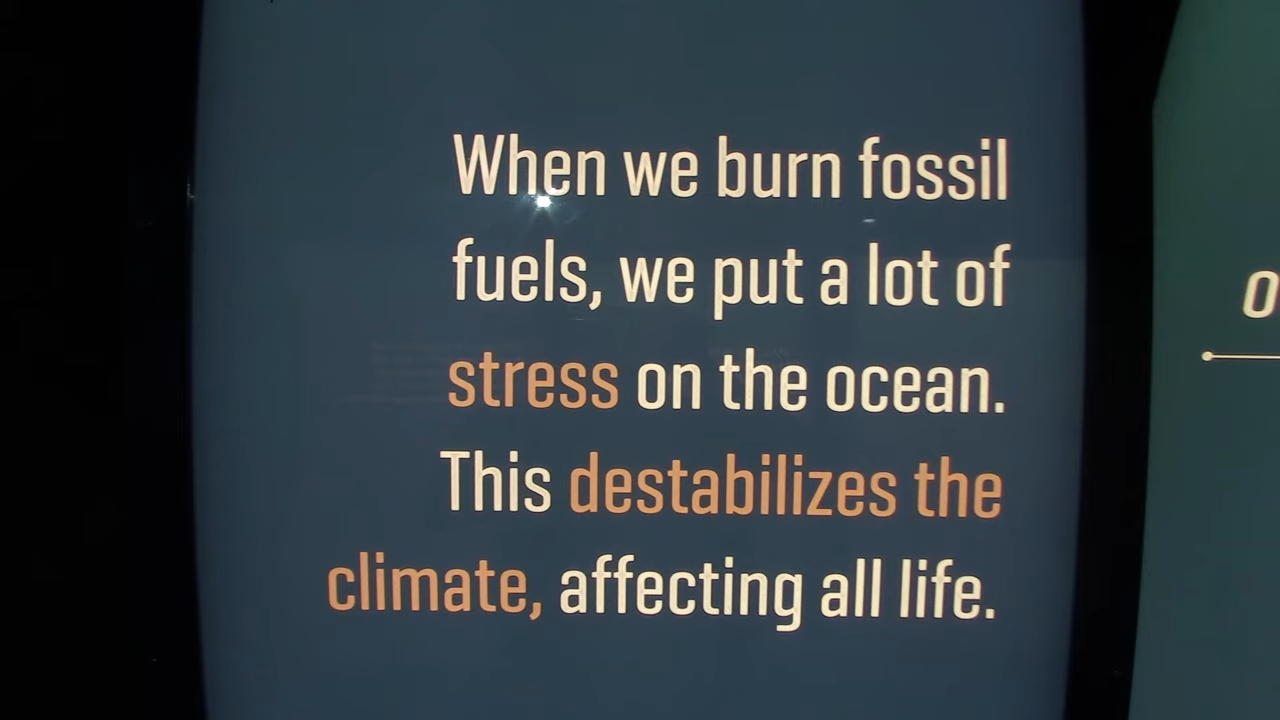 When we burn fossil
fuels, we put a lot of
stress on the ocean.
This destabilizes the
climate, affecting all life.